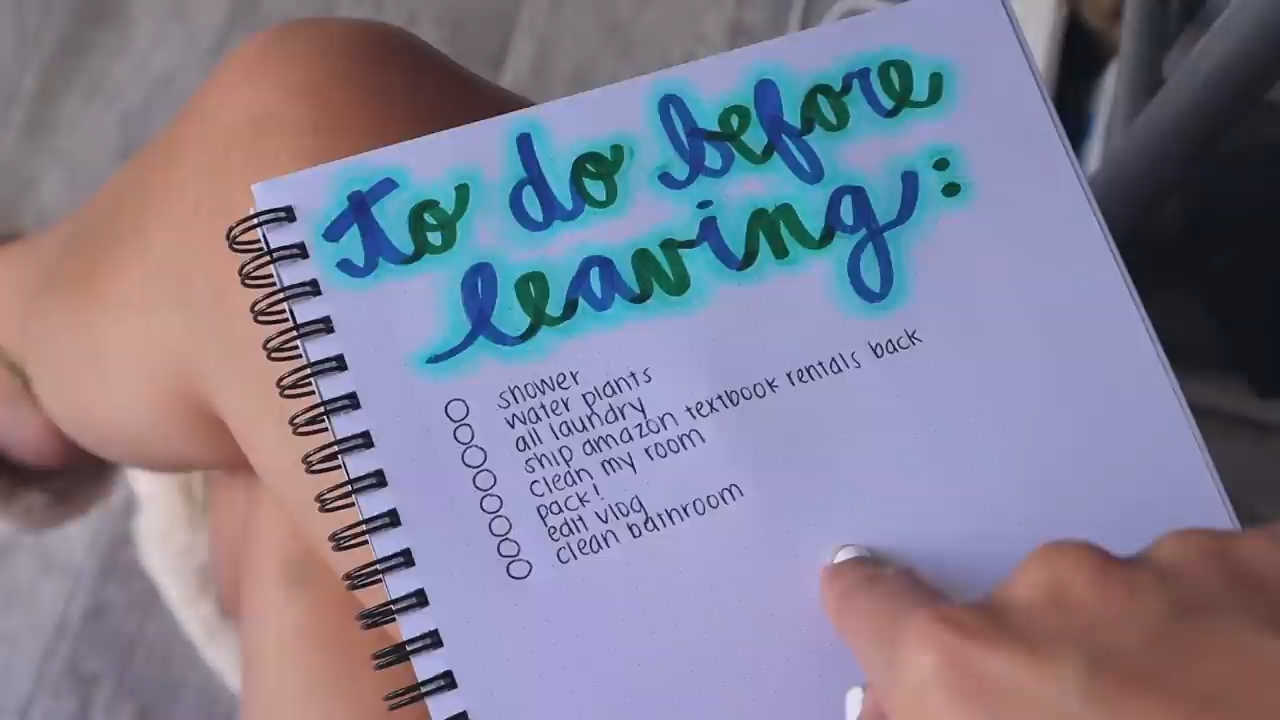 to do before
leaving:
shower
water plants
all laundry
ship amazon textbook rentals back
clean my room
pack!
edit vlog
clean bathroom